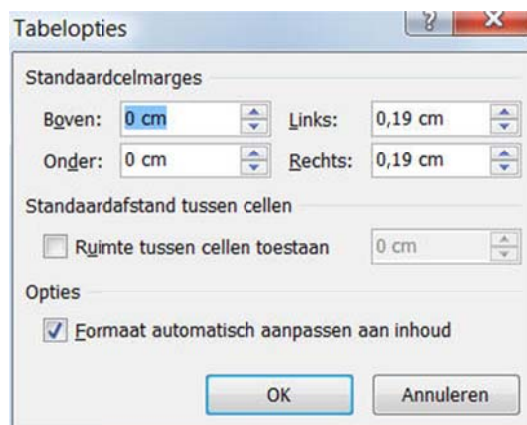 Tabelopties
?
Standaardcelmarges
Boven: 0 cm Links: 0,19 cm
Onder: 0 cm Rechts: 0,19 cm
Standaardafstand tussen cellen
Ruimte tussen cellen toestaan 0 cm
Opties
Formaat automatisch aanpassen aan inhoud
OK Annuleren